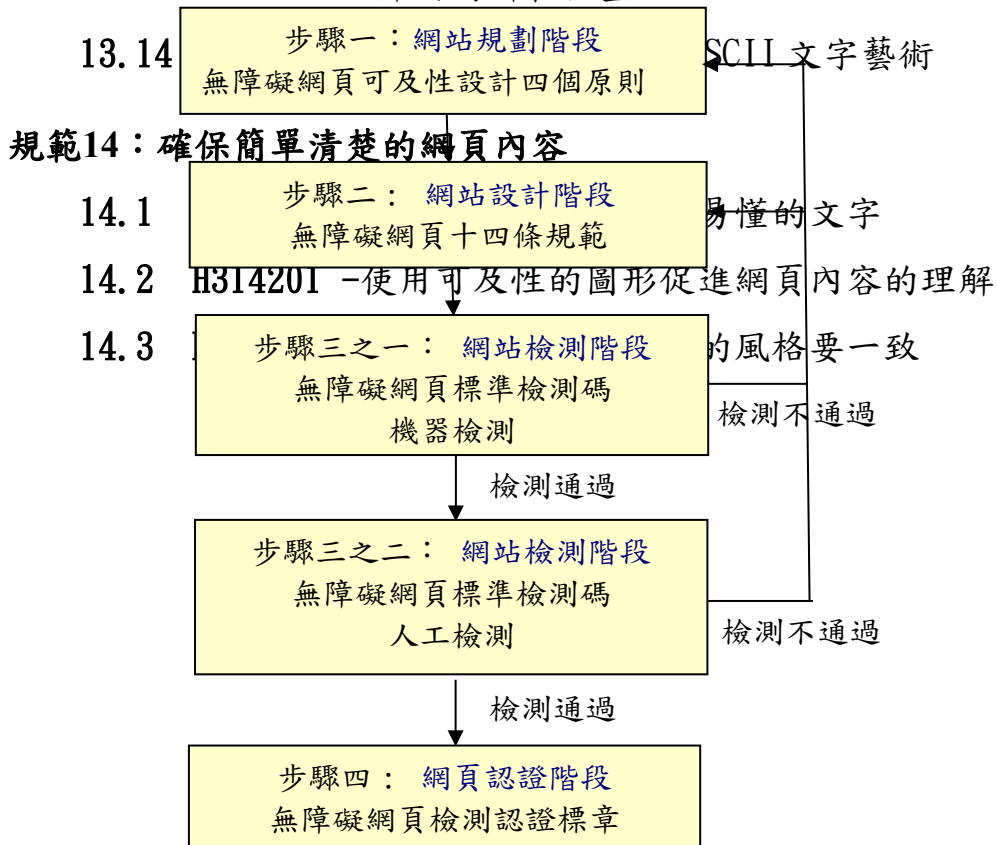 13.14
SCII 文字藝術
步驟一：網站規劃階段
無障礙網頁可及性設計四個原則
規範14：確保簡單清楚的網頁內容
步驟二： 網站設計階段
無障礙網頁十四條規範
14.1
易懂的文字
14.2 H314201 -使用可及性的圖形促進網頁內容的理解
14.3
的風格要一致
步驟三之一： 網站檢測階段
無障礙網頁標準檢測碼
機器檢測
檢測不通過
檢測通過
步驟三之二： 網站檢測階段
無障礙網頁標準檢測碼
人工檢測
檢測不通過
檢測通過
步驟四： 網頁認證階段
無障礙網頁檢測認證標章